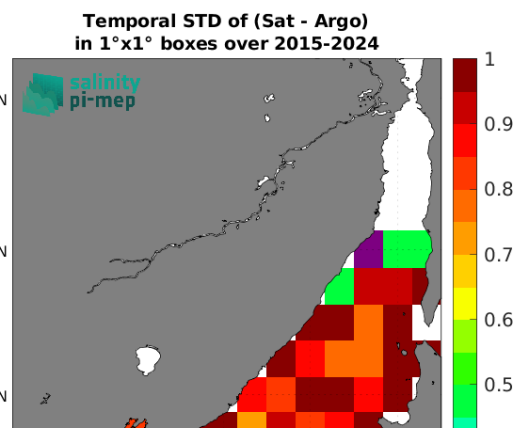 Temporal STD of (Sat - Argo)
in 1°x1° boxes over 2015-2024
salinity
pi-mep
N
N
N
1
0.9
0.8
0.7
0.6
0.5